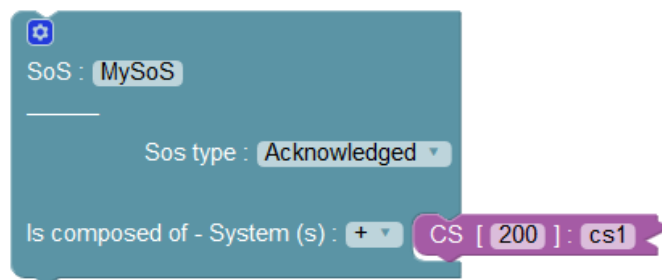 SoS : MySoS
Sos type : Acknowledged
Is composed of - System (s) : + CS [ 200 ] : cs1